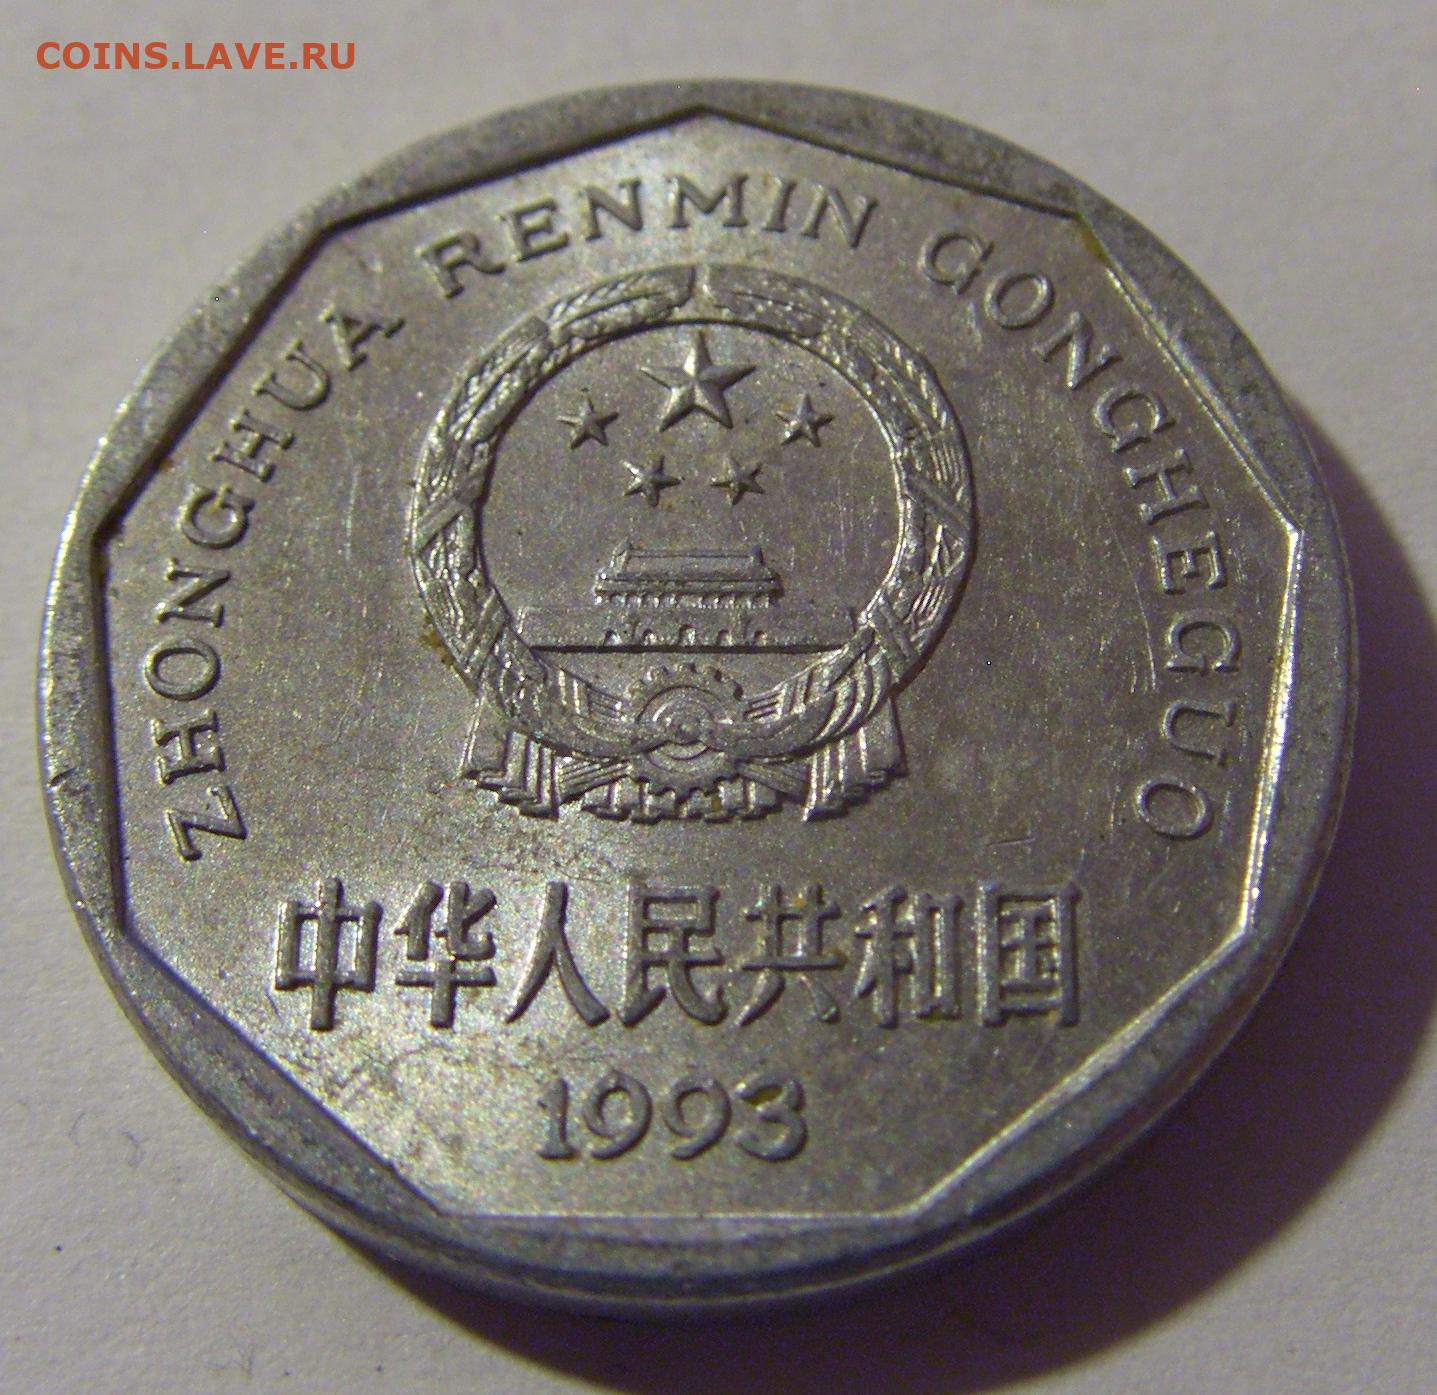 COINS.LAVE.RU
ZHONGHUA RENMIN GONGHEGUO
中华人民共和国
1993